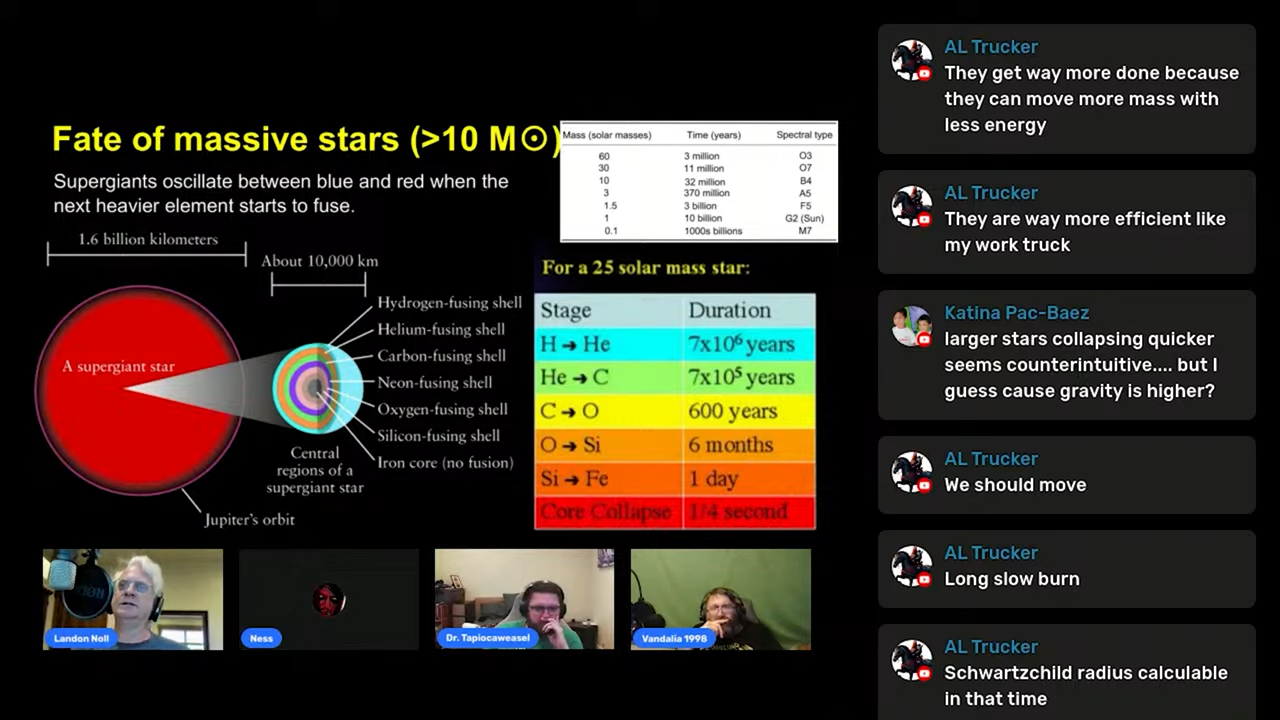 Fate of massive stars (>10 M☉)
Supergiants oscillate between blue and red when the
next heavier element starts to fuse.
Mass (solar masses) Time (years) Spectral type
60 3 million O3
30 11 million O7
10 32 million B4
3 370 million A5
1.5 3 billion F5
1 10 billion G2 (Sun)
0.1 1000s billions M7
1.6 billion kilometers
About 10,000 km
A supergiant star
Jupiter's orbit
Hydrogen-fusing shell
Helium-fusing shell
Carbon-fusing shell
Neon-fusing shell
Oxygen-fusing shell
Silicon-fusing shell
Iron core (no fusion)
Central
regions of a
supergiant star
For a 25 solar mass star:
Stage Duration
H → He 7x10⁶ years
He → C 7x10⁵ years
C → O 600 years
O → Si 6 months
Si → Fe 1 day
Core Collapse 1/4 second
Landon Noll
Ness
Dr. Tapiocaweasel
Vandalia 1998
AL Trucker
They get way more done because
they can move more mass with
less energy
AL Trucker
They are way more efficient like
my work truck
Katina Pac-Baez
larger stars collapsing quicker
seems counterintuitive.... but I
guess cause gravity is higher?
AL Trucker
We should move
AL Trucker
Long slow burn
AL Trucker
Schwartzchild radius calculable
in that time